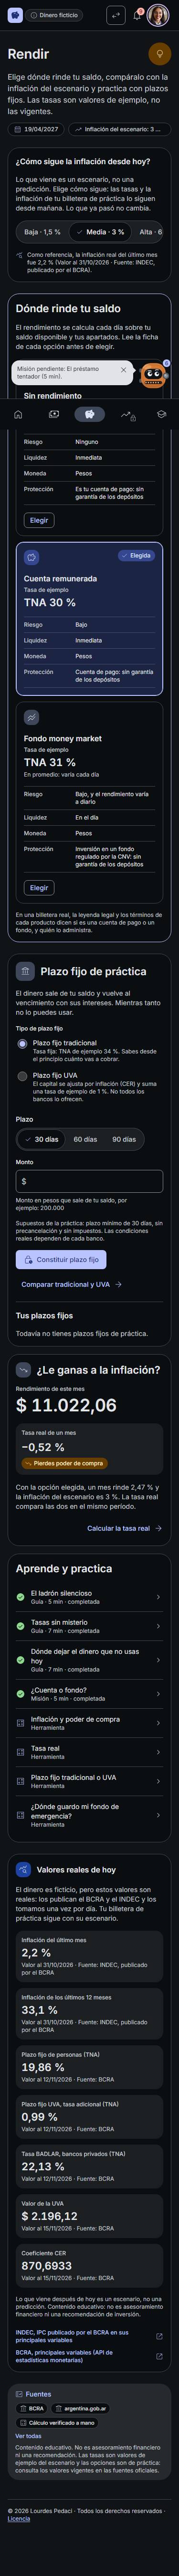 Dinero ficticio
Rendir
Elige dónde rinde tu saldo, compáralo con la
inflación del escenario y practica con plazos
fijos. Las tasas son valores de ejemplo, no
las vigentes.
19/04/2027
Inflación del escenario: 3 ...
¿Cómo sigue la inflación desde hoy?
Lo que viene es un escenario, no una
predicción. Elige cómo sigue: las tasas y la
inflación de tu billetera de práctica lo siguen
desde mañana. Lo que ya pasó no cambia.
Baja · 1,5 %
Media · 3 %
Alta · 6
Como referencia, la inflación real del último mes
fue 2,2 % (Valor al 31/10/2026 · Fuente: INDEC,
publicado por el BCRA).
Dónde rinde tu saldo
El rendimiento se calcula cada día sobre tu
saldo disponible y tus apartados. Lee la ficha
de cada opción antes de elegir.
Misión pendiente: El préstamo
tentador (5 min).
Sin rendimiento
Riesgo
Ninguno
Liquidez
Inmediata
Moneda
Pesos
Protección
Es tu cuenta de pago: sin
garantía de los depósitos
Elegir
Elegida
Cuenta remunerada
Tasa de ejemplo
TNA 30 %
Riesgo
Bajo
Liquidez
Inmediata
Moneda
Pesos
Protección
Cuenta de pago: sin garantía
de los depósitos
Fondo money market
Tasa de ejemplo
TNA 31 %
En promedio: varía cada día
Riesgo
Bajo, y el rendimiento varía
a diario
Liquidez
En el día
Moneda
Pesos
Protección
Inversión en un fondo
regulado por la CNV: sin
garantía de los depósitos
Elegir
En una billetera real, la leyenda legal y los términos de
cada producto dicen si es una cuenta de pago o un
fondo, y quién lo administra.
Plazo fijo de práctica
El dinero sale de tu saldo y vuelve al
vencimiento con sus intereses. Mientras tanto
no lo puedes usar.
Tipo de plazo fijo
Plazo fijo tradicional
Tasa fija: TNA de ejemplo 34 %. Sabes desde
el principio cuánto vas a cobrar.
Plazo fijo UVA
El capital se ajusta por inflación (CER) y suma
una tasa de ejemplo de 1 %. No todos los
bancos lo ofrecen.
Plazo
30 días
60 días
90 días
Monto
$
Monto en pesos que sale de tu saldo, por
ejemplo: 200.000
Supuestos de la práctica: plazo mínimo de 30 días, sin
precancelación y sin impuestos. Las condiciones
reales dependen de cada banco.
Constituir plazo fijo
Comparar tradicional y UVA
Tus plazos fijos
Todavía no tienes plazos fijos de práctica.
¿Le ganas a la inflación?
Rendimiento de este mes
$ 11.022,06
Tasa real de un mes
−0,52 %
Pierdes poder de compra
Con la opción elegida, un mes rinde 2,47 % y
la inflación del escenario es 3 %. La tasa real
compara las dos en el mismo período.
Calcular la tasa real
Aprende y practica
El ladrón silencioso
Guía · 5 min · completada
Tasas sin misterio
Guía · 7 min · completada
Dónde dejar el dinero que no usas
hoy
Guía · 7 min · completada
¿Cuenta o fondo?
Misión · 5 min · completada
Inflación y poder de compra
Herramienta
Tasa real
Herramienta
Plazo fijo tradicional o UVA
Herramienta
¿Dónde guardo mi fondo de
emergencia?
Herramienta
Valores reales de hoy
El dinero es ficticio, pero estos valores son
reales: los publican el BCRA y el INDEC y los
tomamos una vez por día. Tu billetera de
práctica sigue con su escenario.
Inflación del último mes
2,2 %
Valor al 31/10/2026 · Fuente: INDEC, publicado
por el BCRA
Inflación de los últimos 12 meses
33,1 %
Valor al 31/10/2026 · Fuente: INDEC, publicado
por el BCRA
Plazo fijo de personas (TNA)
19,86 %
Valor al 12/11/2026 · Fuente: BCRA
Plazo fijo UVA, tasa adicional (TNA)
0,99 %
Valor al 12/11/2026 · Fuente: BCRA
Tasa BADLAR, bancos privados (TNA)
22,13 %
Valor al 12/11/2026 · Fuente: BCRA
Valor de la UVA
$ 2.196,12
Valor al 15/11/2026 · Fuente: BCRA
Coeficiente CER
870,6933
Valor al 15/11/2026 · Fuente: BCRA
Lo que viene después de hoy es un escenario, no una
predicción. Contenido educativo: no es asesoramiento
financiero ni una recomendación de inversión.
INDEC, IPC publicado por el BCRA en sus
principales variables
BCRA, principales variables (API de
estadísticas monetarias)
Fuentes
BCRA
argentina.gob.ar
Cálculo verificado a mano
Ver todas
Contenido educativo. No es asesoramiento financiero
ni una recomendación. Las tasas son valores de
ejemplo del escenario y las opciones son de práctica:
consulta los valores vigentes en las fuentes oficiales.
© 2026 Lourdes Pedaci · Todos los derechos reservados ·
Licencia